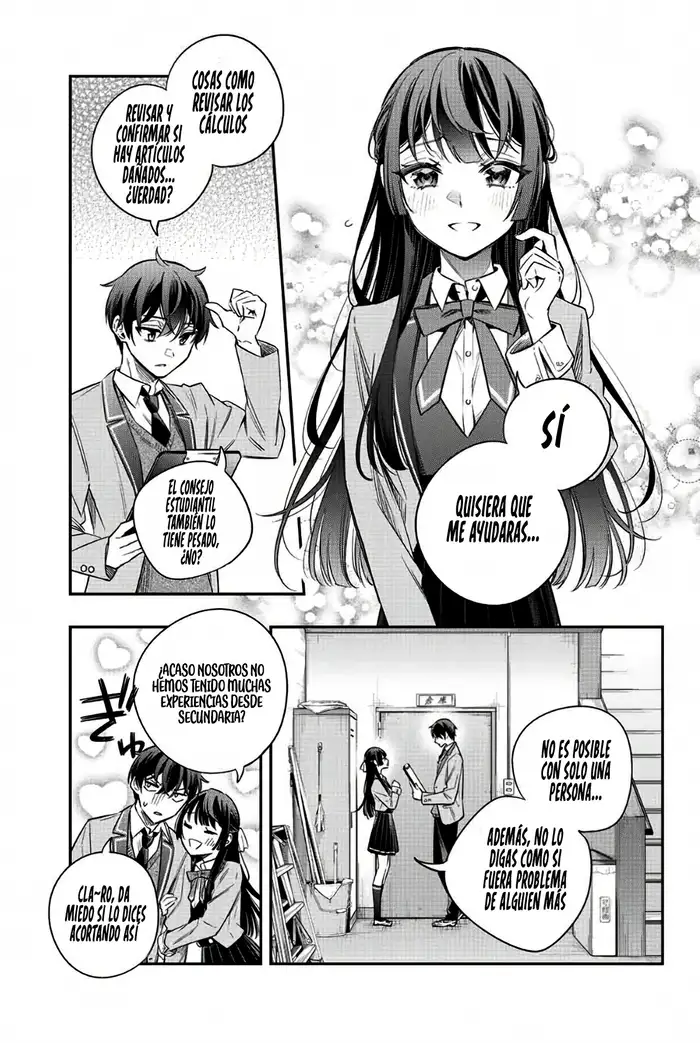 SÍ
QUISIERA QUE
ME AYUDARAS...
COSAS COMO
REVISAR LOS
CÁLCULOS
REVISAR Y
CONFIRMAR SI
HAY ARTÍCULOS
DAÑADOS...
¿VERDAD?
EL CONSEJO
ESTUDIANTIL
TAMBIÉN LO
TIENE PESADO,
¿NO?
NO ES POSIBLE
CON SOLO UNA
PERSONA...
ADEMÁS, NO LO
DIGAS COMO SI
FUERA PROBLEMA
DE ALGUIÉN MÁS
¿ACASO NOSOTROS NO
HEMOS TENIDO MUCHAS
EXPERIENCIAS DESDE
SECUNDARIA?
ぎゅ
CLA~RO, DA
MIEDO SI LO DICES
ACORTANDO ASÍ